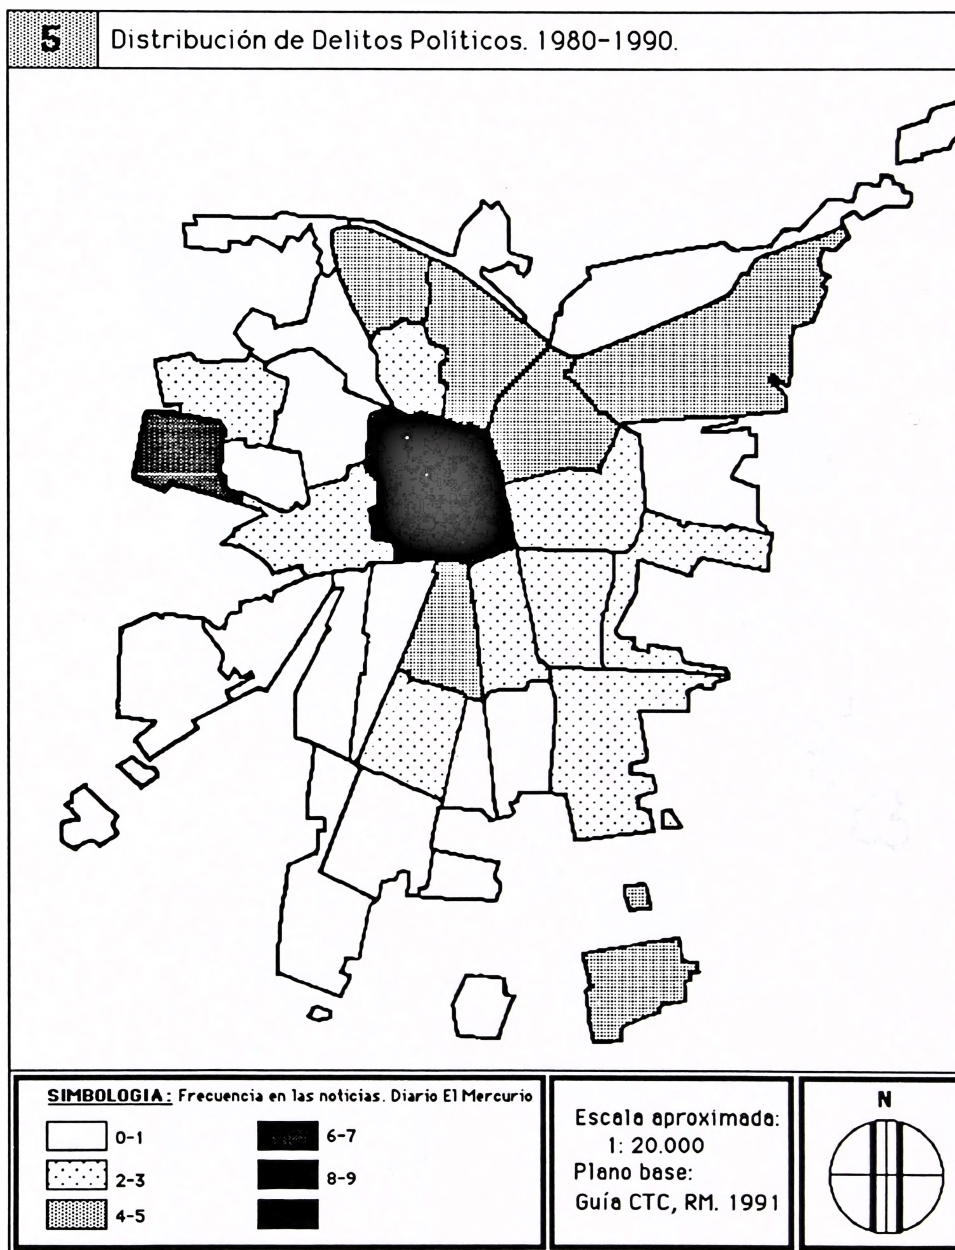 5
Distribución de Delitos Políticos. 1980-1990.
SIMBOLOGIA: Frecuencia en las noticias. Diario El Mercurio
0-1
2-3
4-5
6-7
8-9
Escala aproximada:
1: 20.000
Plano base:
Guía CTC, RM. 1991
N